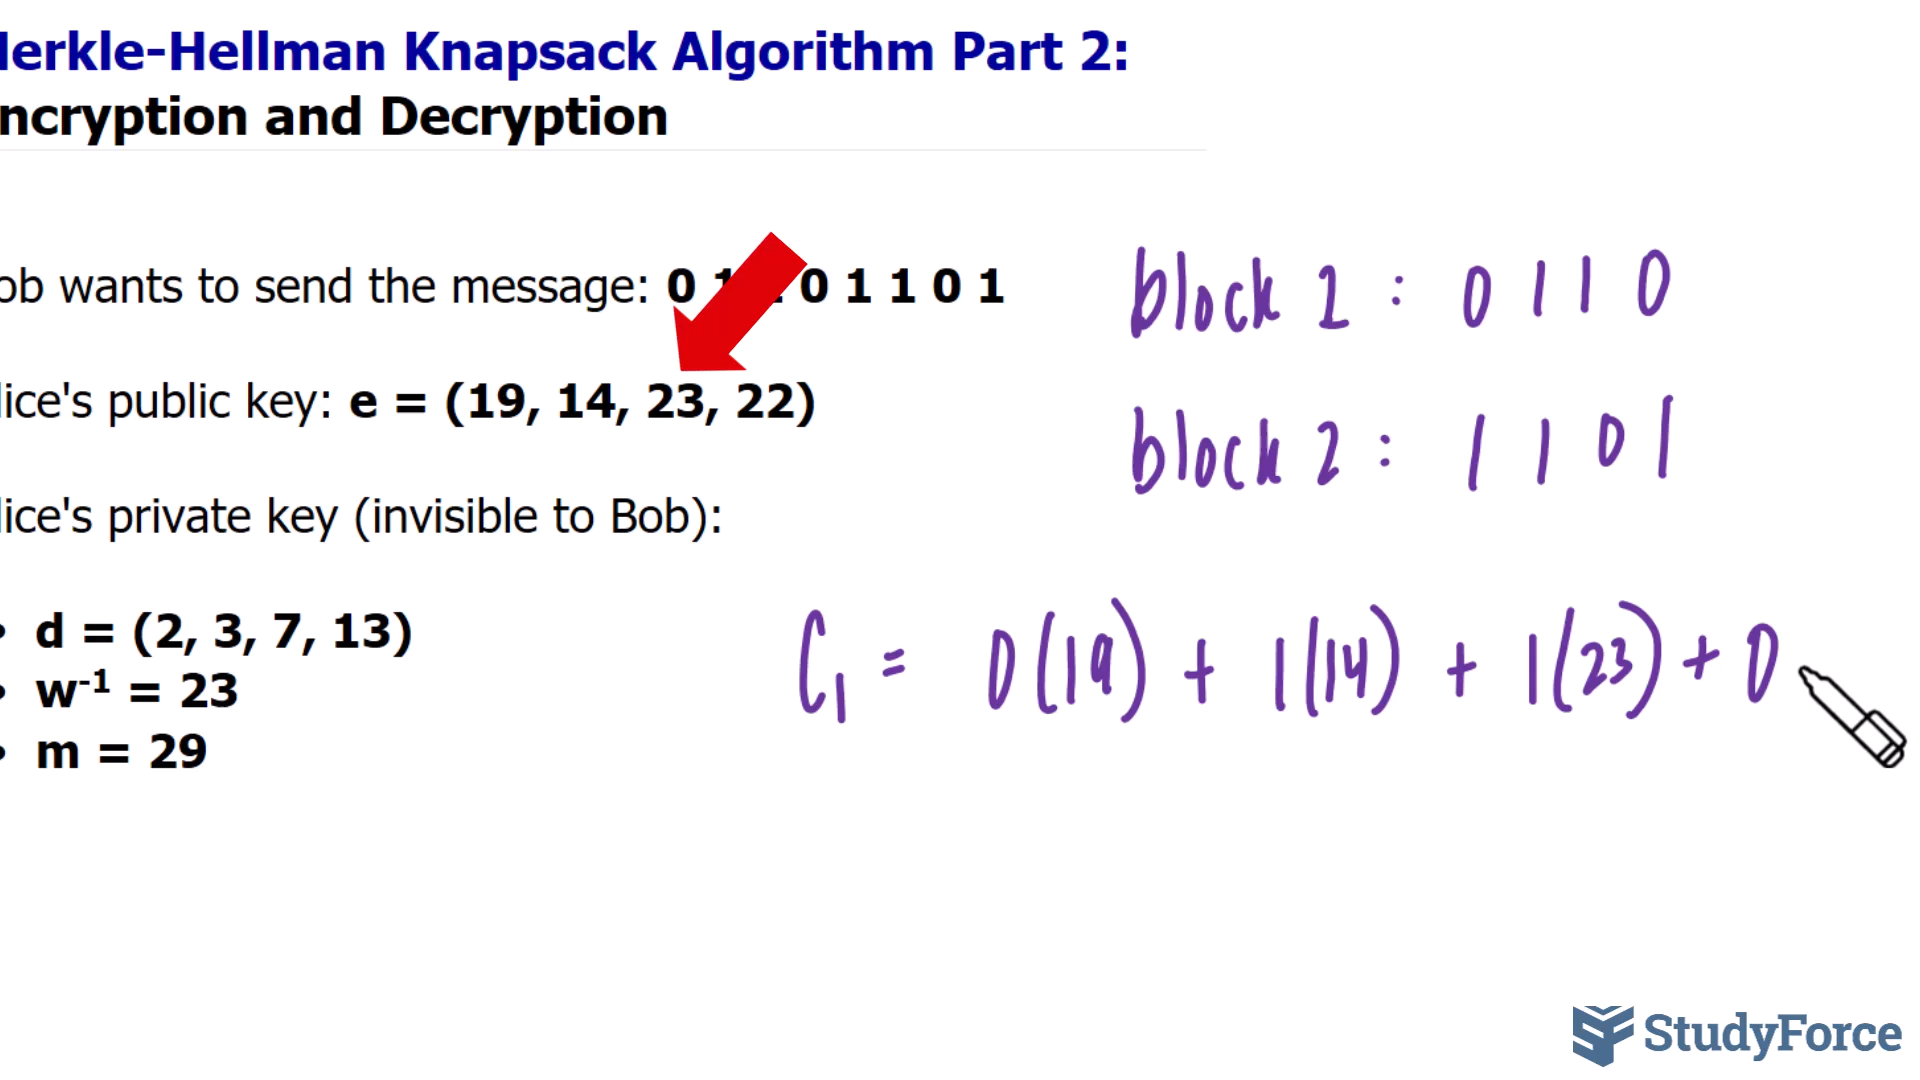 erkle-Hellman Knapsack Algorithm Part 2:
ncryption and Decryption
ob wants to send the message: 0 1 0 1 1 0 1
lice's public key: e = (19, 14, 23, 22)
lice's private key (invisible to Bob):
• d = (2, 3, 7, 13)
• w⁻¹ = 23
• m = 29
block 1 : 0 1 1 0
block 2 : 1 1 0 1
C₁ = 0(19) + 1(14) + 1(23) + 0
StudyForce